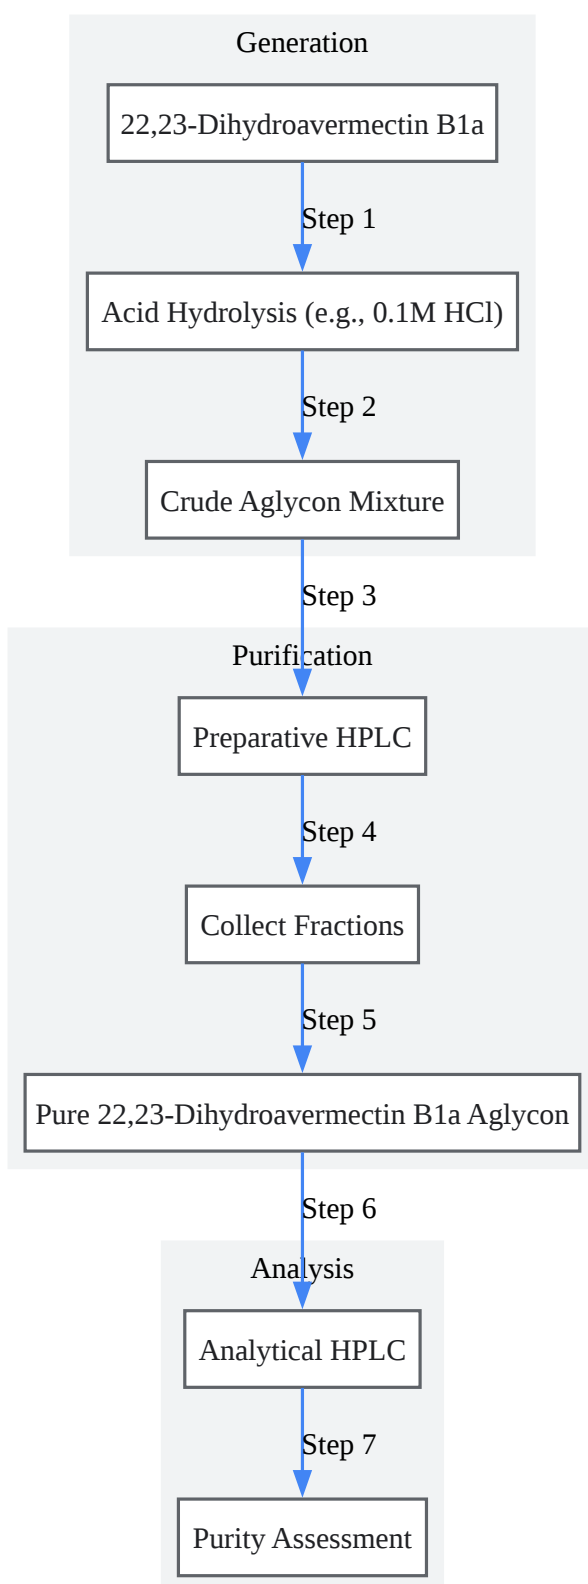 Generation
22,23-Dihydroavermectin B1a
Step 1
Acid Hydrolysis (e.g., 0.1M HCl)
Step 2
Crude Aglycon Mixture
Step 3
Purification
Preparative HPLC
Step 4
Collect Fractions
Step 5
Pure 22,23-Dihydroavermectin B1a Aglycon
Step 6
Analysis
Analytical HPLC
Step 7
Purity Assessment